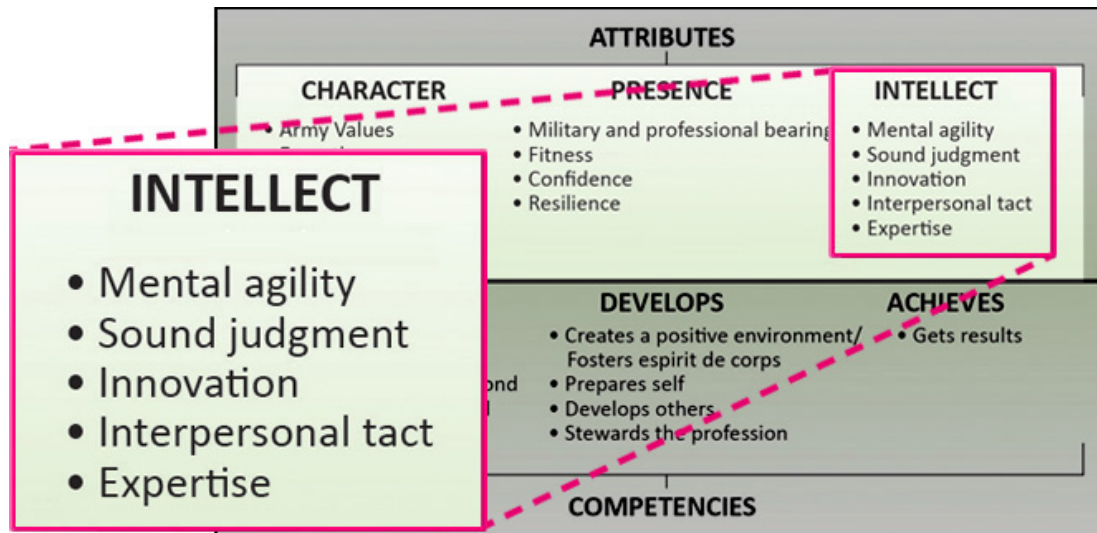 ATTRIBUTES
CHARACTER
• Army Values
PRESENCE
• Military and professional bearing
• Fitness
• Confidence
• Resilience
INTELLECT
• Mental agility
• Sound judgment
• Innovation
• Interpersonal tact
• Expertise
INTELLECT
• Mental agility
• Sound judgment
• Innovation
• Interpersonal tact
• Expertise
DEVELOPS
• Creates a positive environment/
Fosters espirit de corps
• Prepares self
• Develops others
• Stewards the profession
ACHIEVES
• Gets results
COMPETENCIES